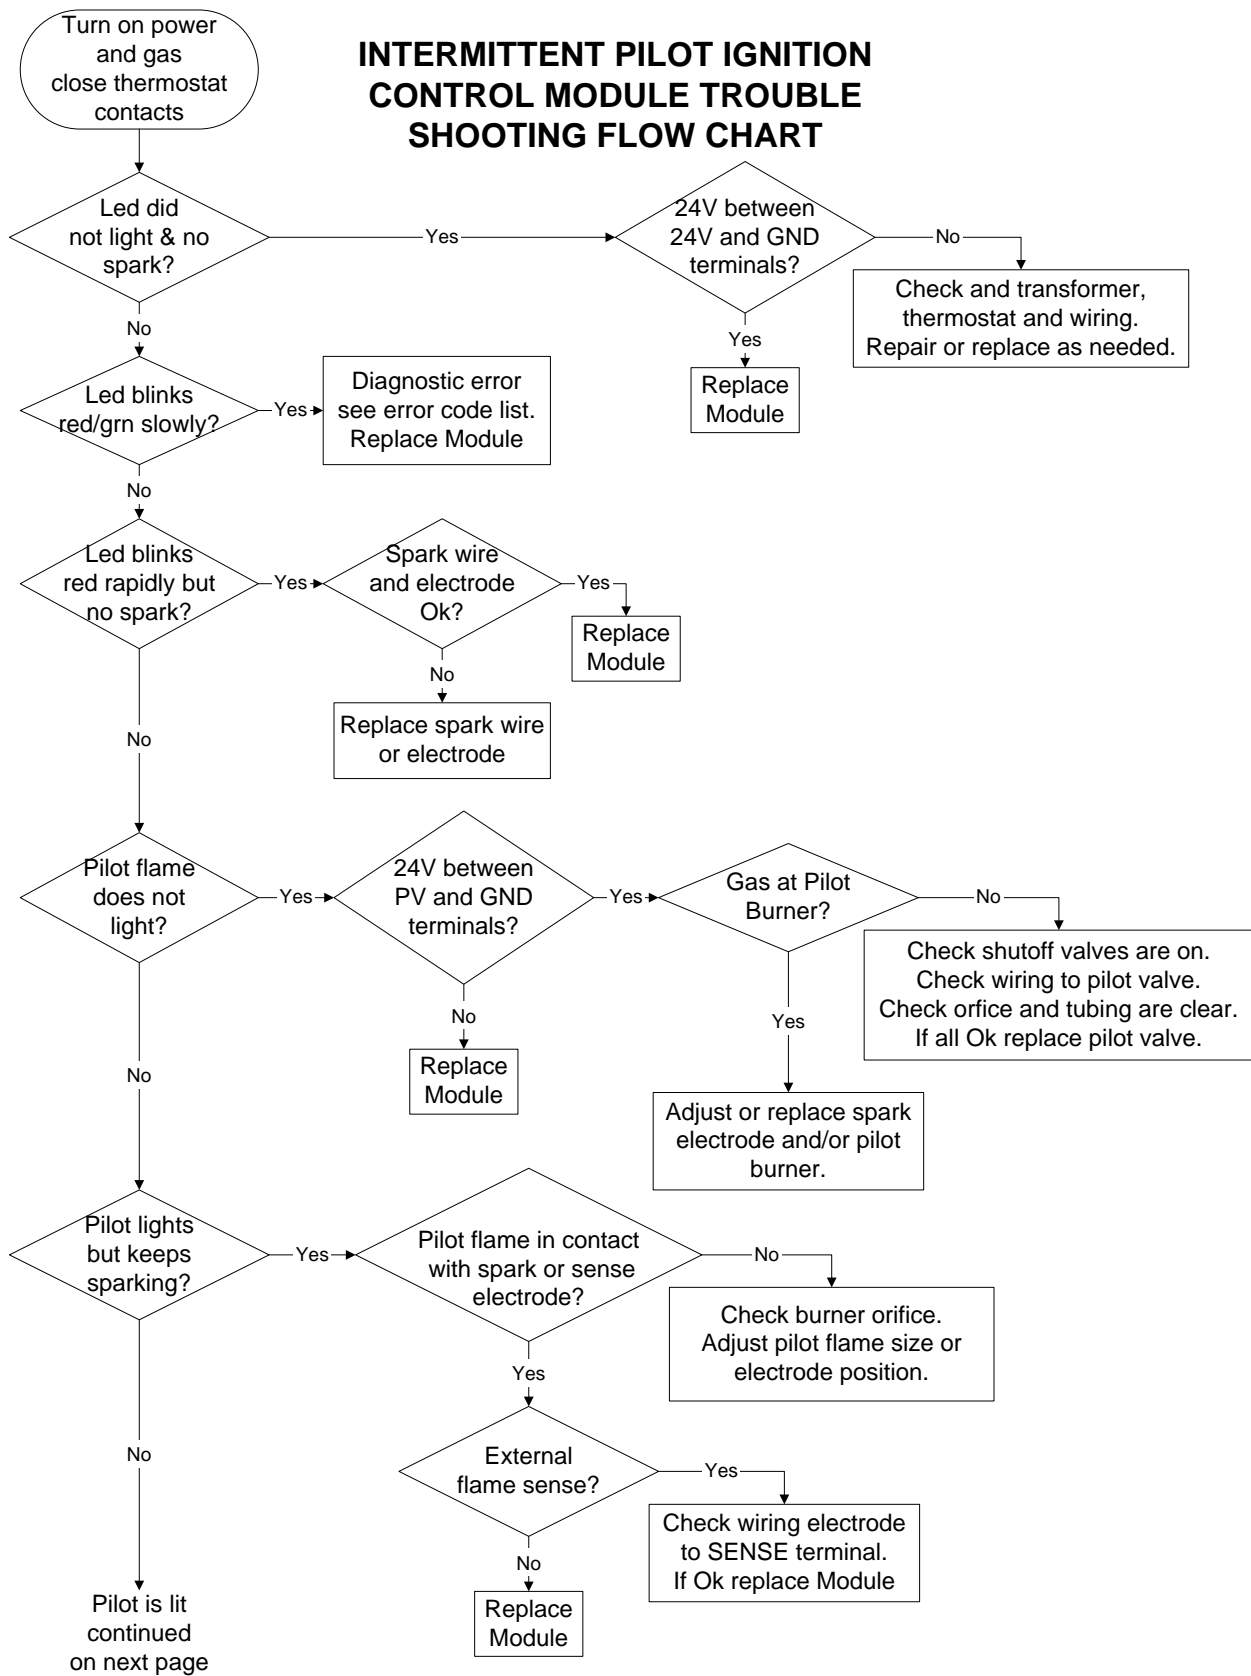 Turn on power
and gas
close thermostat
contacts
INTERMITTENT PILOT IGNITION
CONTROL MODULE TROUBLE
SHOOTING FLOW CHART
Led did
not light & no
spark?
Yes
24V between
24V and GND
terminals?
No
Check and transformer,
thermostat and wiring.
Repair or replace as needed.
Yes
Replace
Module
No
Led blinks
red/grn slowly?
Yes
Diagnostic error
see error code list.
Replace Module
No
Led blinks
red rapidly but
no spark?
Yes
Spark wire
and electrode
Ok?
Yes
Replace
Module
No
Replace spark wire
or electrode
No
Pilot flame
does not
light?
Yes
24V between
PV and GND
terminals?
Yes
Gas at Pilot
Burner?
No
Check shutoff valves are on.
Check wiring to pilot valve.
Check orfice and tubing are clear.
If all Ok replace pilot valve.
No
Replace
Module
Yes
Adjust or replace spark
electrode and/or pilot
burner.
No
Pilot lights
but keeps
sparking?
Yes
Pilot flame in contact
with spark or sense
electrode?
No
Check burner orifice.
Adjust pilot flame size or
electrode position.
Yes
External
flame sense?
Yes
Check wiring electrode
to SENSE terminal.
If Ok replace Module
No
Replace
Module
No
Pilot is lit
continued
on next page